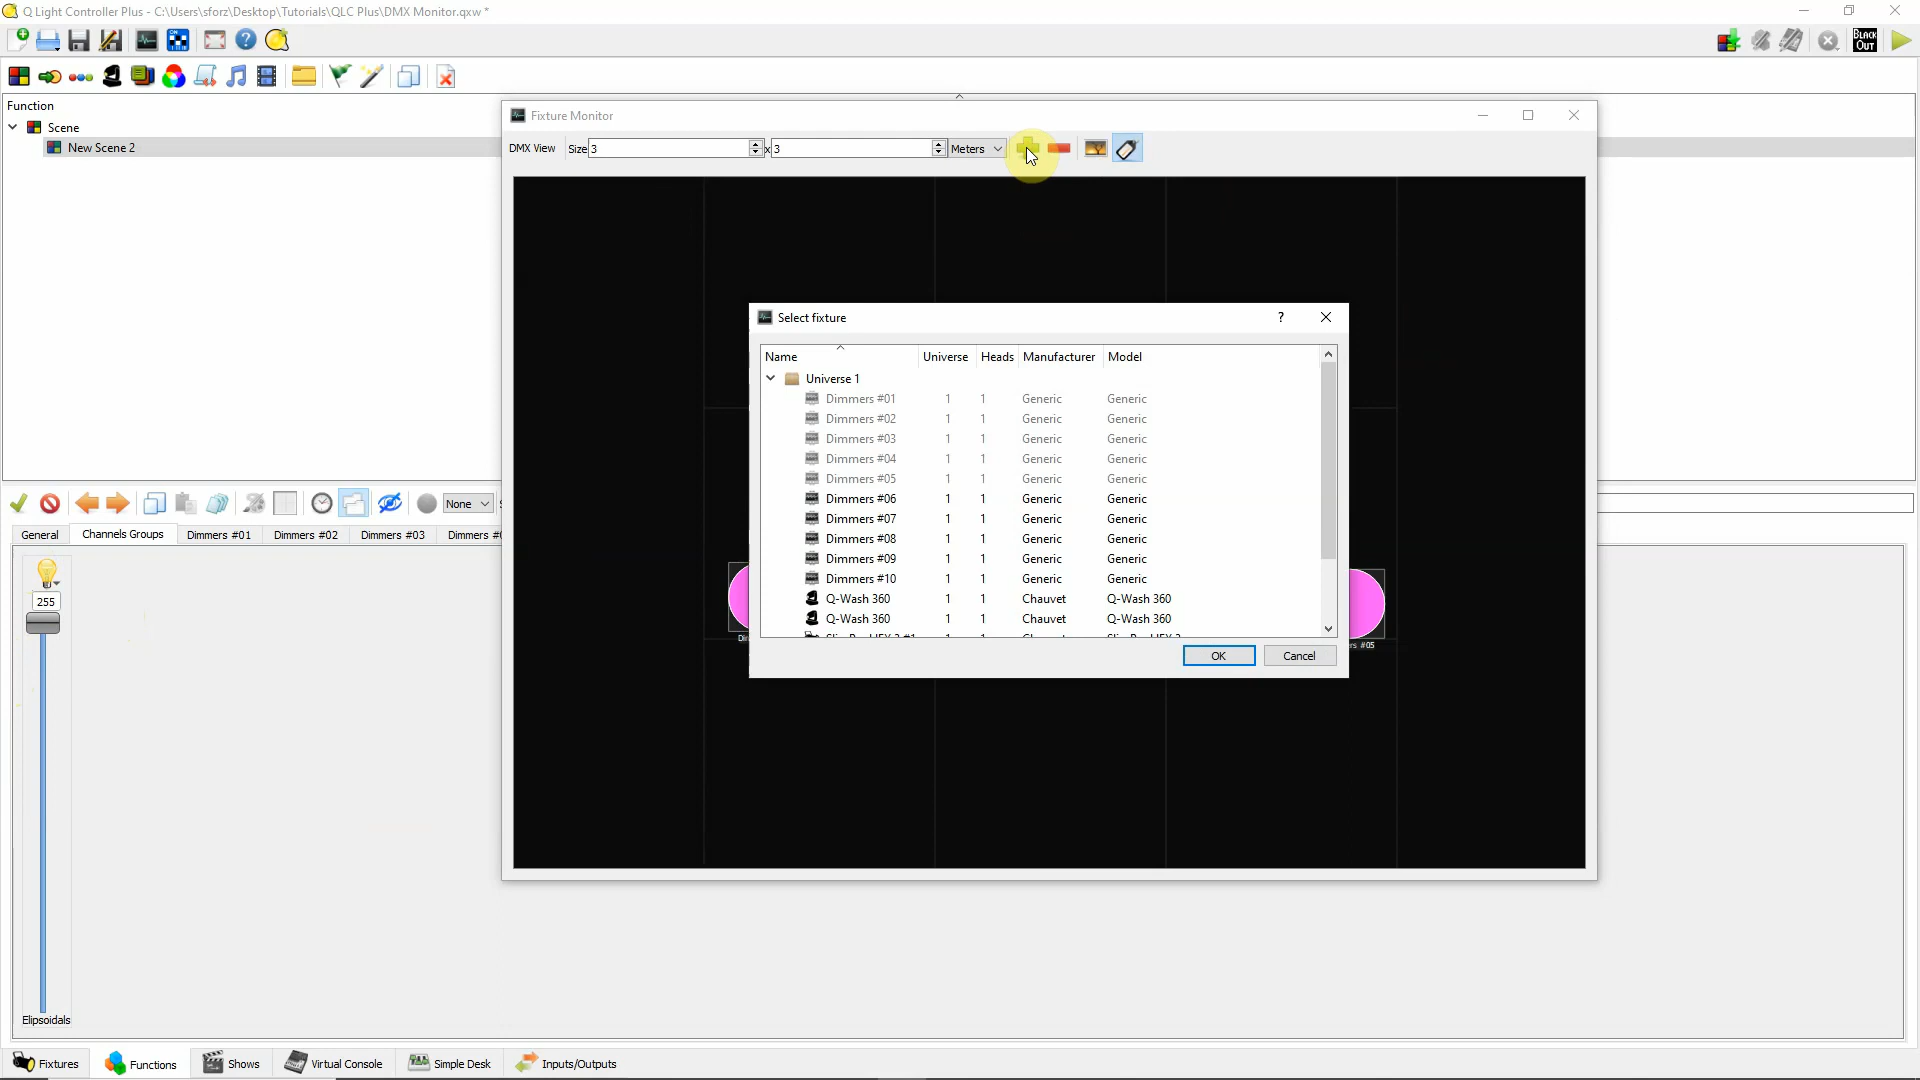 Q Light Controller Plus - C:\Users\sforz\Desktop\Tutorials\QLC Plus\DMX Monitor.qxw *
BLACK OUT
Function
Scene
New Scene 2
Fixture Monitor
DMX View Size 3 x 3 Meters
Select fixture ?
Name Universe Heads Manufacturer Model
Universe 1
Dimmers #01 1 1 Generic Generic
Dimmers #02 1 1 Generic Generic
Dimmers #03 1 1 Generic Generic
Dimmers #04 1 1 Generic Generic
Dimmers #05 1 1 Generic Generic
Dimmers #06 1 1 Generic Generic
Dimmers #07 1 1 Generic Generic
Dimmers #08 1 1 Generic Generic
Dimmers #09 1 1 Generic Generic
Dimmers #10 1 1 Generic Generic
Q-Wash 360 1 1 Chauvet Q-Wash 360
Q-Wash 360 1 1 Chauvet Q-Wash 360
OK Cancel
None
General Channels Groups Dimmers #01 Dimmers #02 Dimmers #03
255
Elipsoidals
Fixtures Functions Shows Virtual Console Simple Desk Inputs/Outputs